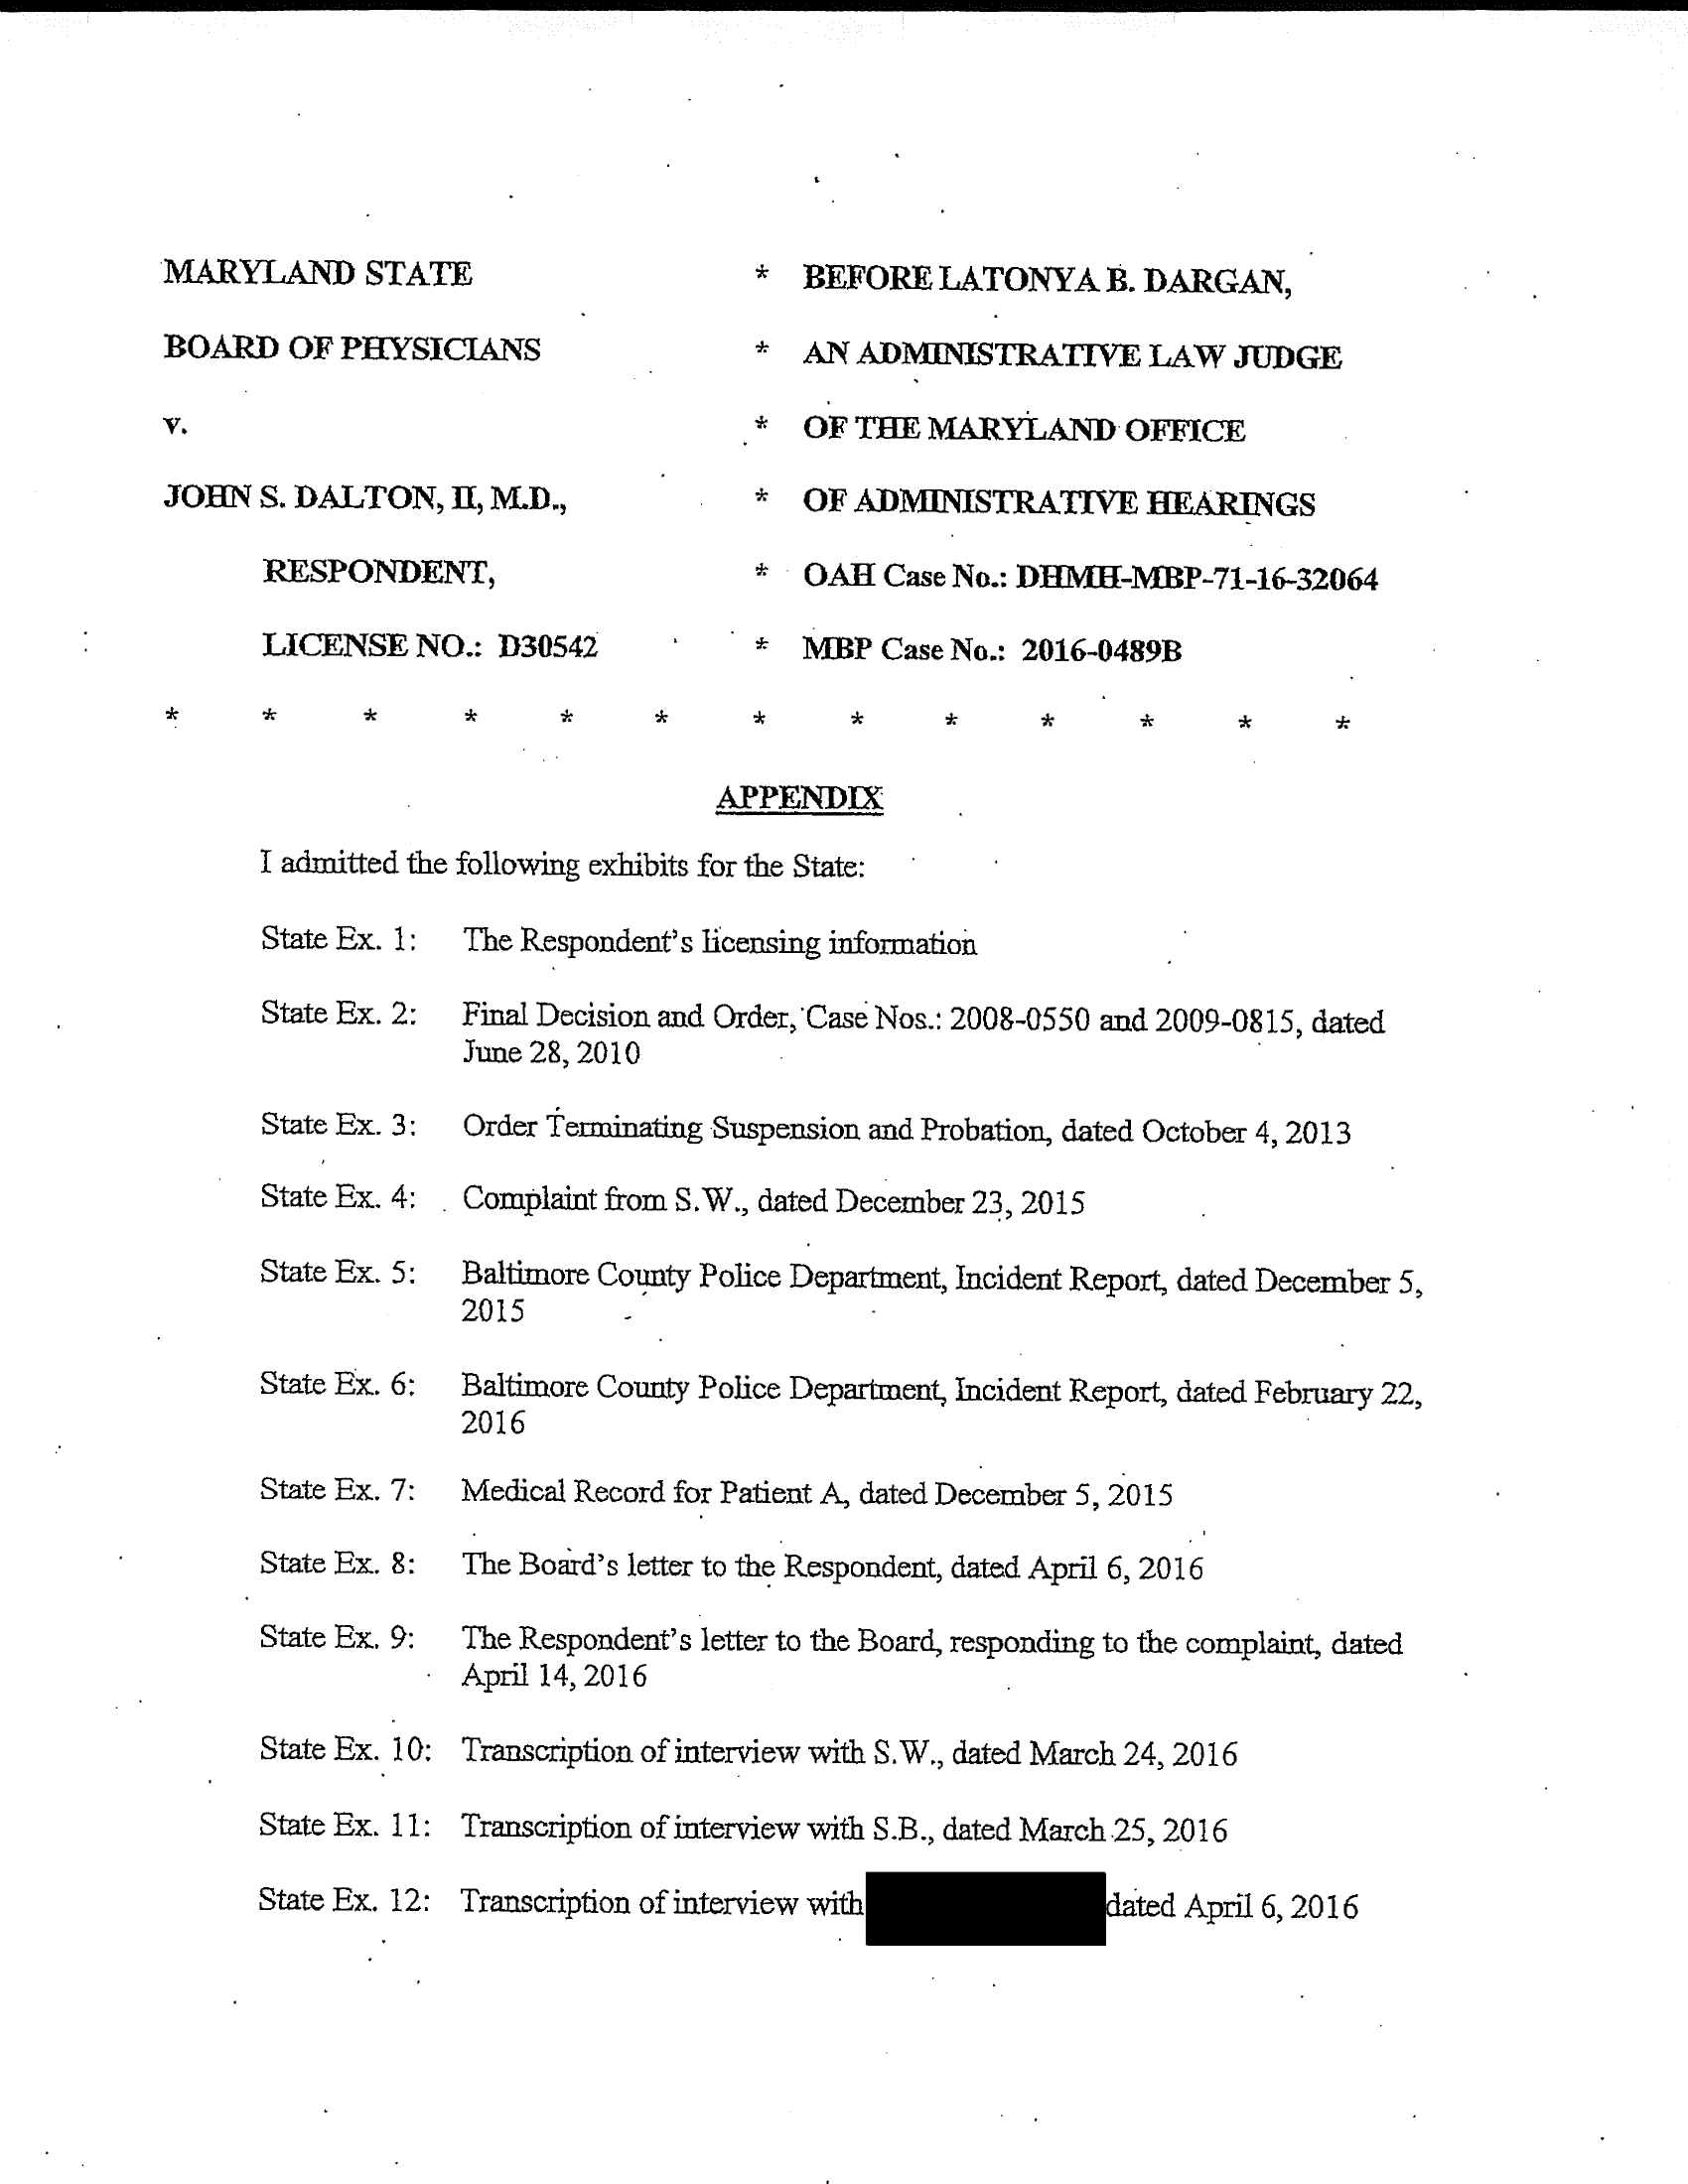 MARYLAND STATE * BEFORE LATONYA B. DARGAN,
BOARD OF PHYSICIANS * AN ADMINISTRATIVE LAW JUDGE
v. * OF THE MARYLAND OFFICE
JOHN S. DALTON, II, M.D., * OF ADMINISTRATIVE HEARINGS
RESPONDENT, * OAH Case No.: DHMH-MBP-71-16-32064
LICENSE NO.: D30542 * MBP Case No.: 2016-0489B
* * * * * * * * * * * * *
APPENDIX
I admitted the following exhibits for the State:
State Ex. 1: The Respondent's licensing information
State Ex. 2: Final Decision and Order, Case Nos.: 2008-0550 and 2009-0815, dated
June 28, 2010
State Ex. 3: Order Terminating Suspension and Probation, dated October 4, 2013
State Ex. 4: Complaint from S.W., dated December 23, 2015
State Ex. 5: Baltimore County Police Department, Incident Report, dated December 5,
2015
State Ex. 6: Baltimore County Police Department, Incident Report, dated February 22,
2016
State Ex. 7: Medical Record for Patient A, dated December 5, 2015
State Ex. 8: The Board's letter to the Respondent, dated April 6, 2016
State Ex. 9: The Respondent's letter to the Board, responding to the complaint, dated
April 14, 2016
State Ex. 10: Transcription of interview with S.W., dated March 24, 2016
State Ex. 11: Transcription of interview with S.B., dated March 25, 2016
State Ex. 12: Transcription of interview with dated April 6, 2016